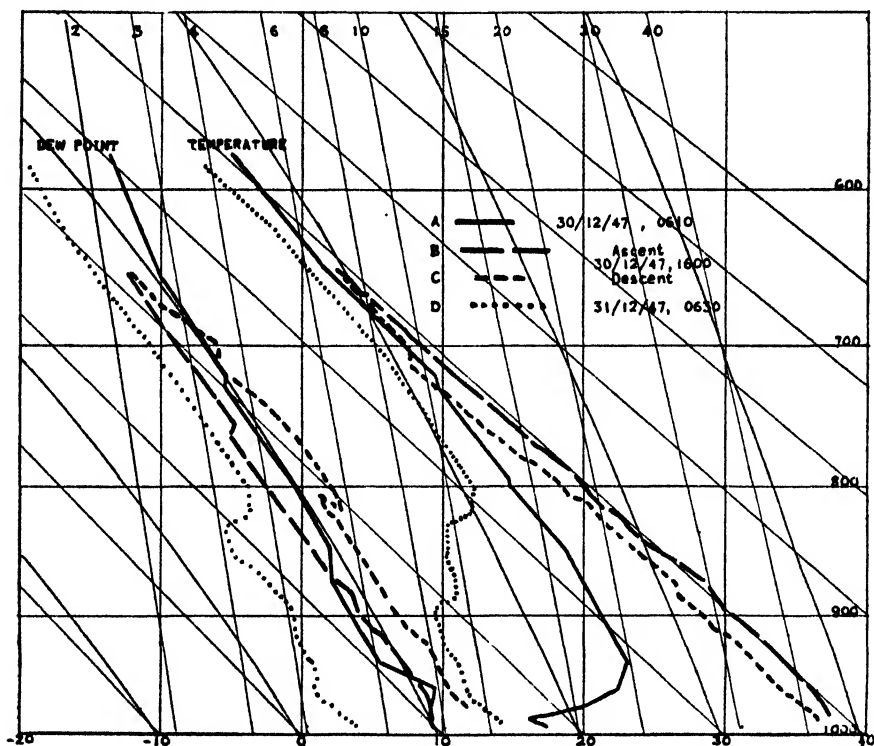 2 3 4 6 8 10 15 20 30 40
DEW POINT TEMPERATURE
600
A 30/12/47 , 0610
B Ascent
30/12/47, 1600
C Descent
D 31/12/47, 0630
700
800
900
1000
-20 -10 0 10 20 30 40